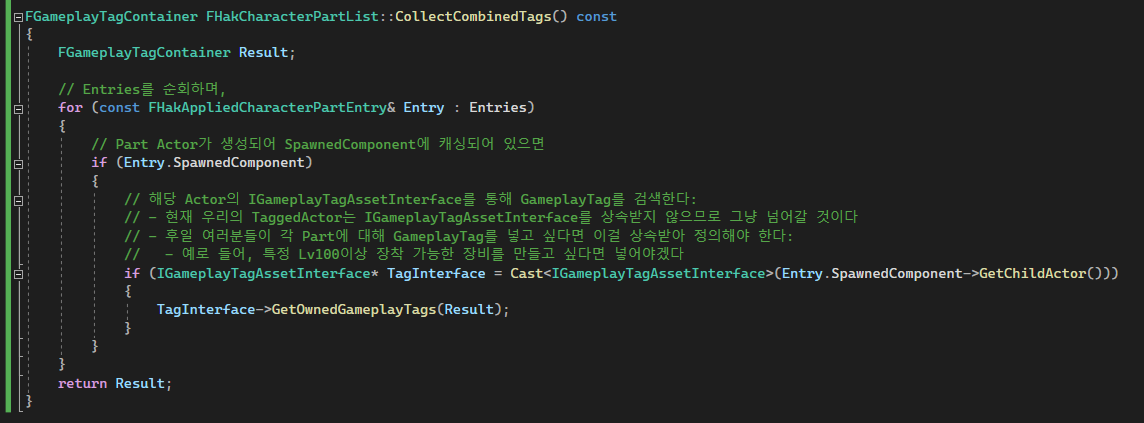 FGameplayTagContainer FHakCharacterPartList::CollectCombinedTags() const
{
FGameplayTagContainer Result;
// Entries를 순회하며,
for (const FHakAppliedCharacterPartEntry& Entry : Entries)
{
// Part Actor가 생성되어 SpawnedComponent에 캐싱되어 있으면
if (Entry.SpawnedComponent)
{
// 해당 Actor의 IGameplayTagAssetInterface를 통해 GameplayTag를 검색한다:
// - 현재 우리의 TaggedActor는 IGameplayTagAssetInterface를 상속받지 않으므로 그냥 넘어갈 것이다
// - 후일 여러분들이 각 Part에 대해 GameplayTag를 넣고 싶다면 이걸 상속받아 정의해야 한다:
//   - 예로 들어, 특정 Lv100이상 장착 가능한 장비를 만들고 싶다면 넣어야겠다
if (IGameplayTagAssetInterface* TagInterface = Cast<IGameplayTagAssetInterface>(Entry.SpawnedComponent->GetChildActor()))
{
TagInterface->GetOwnedGameplayTags(Result);
}
}
}
return Result;
}